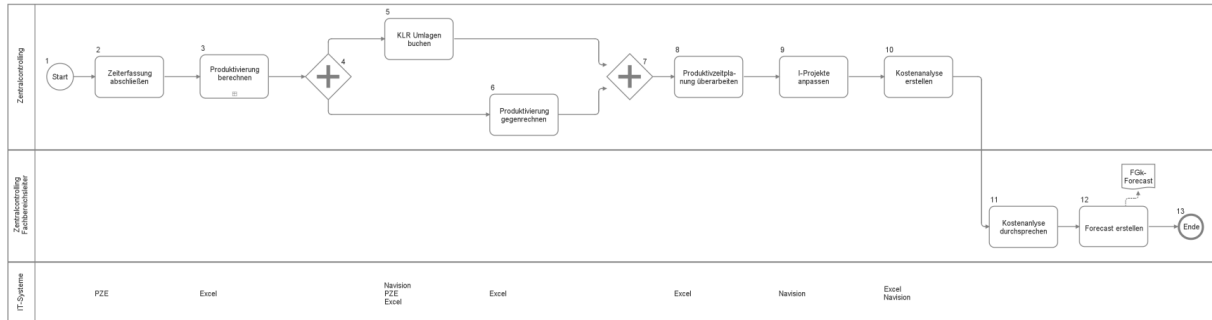 Zentralcontrolling
1
Start
2
Zeiterfassung
abschließen
3
Produktivierung
berechnen
4
5
KLR Umlagen
buchen
6
Produktivierung
gegenrechnen
7
8
Produktivzeitpla-
nung überarbeiten
9
I-Projekte
anpassen
10
Kostenanalyse
erstellen
Zentralcontrolling
Fachbereichsleiter
11
Kostenanalyse
durchsprechen
12
Forecast erstellen
FGk-
Forecast
13
Ende
IT-Systeme
PZE
Excel
Navision
PZE
Excel
Excel
Excel
Navision
Excel
Navision